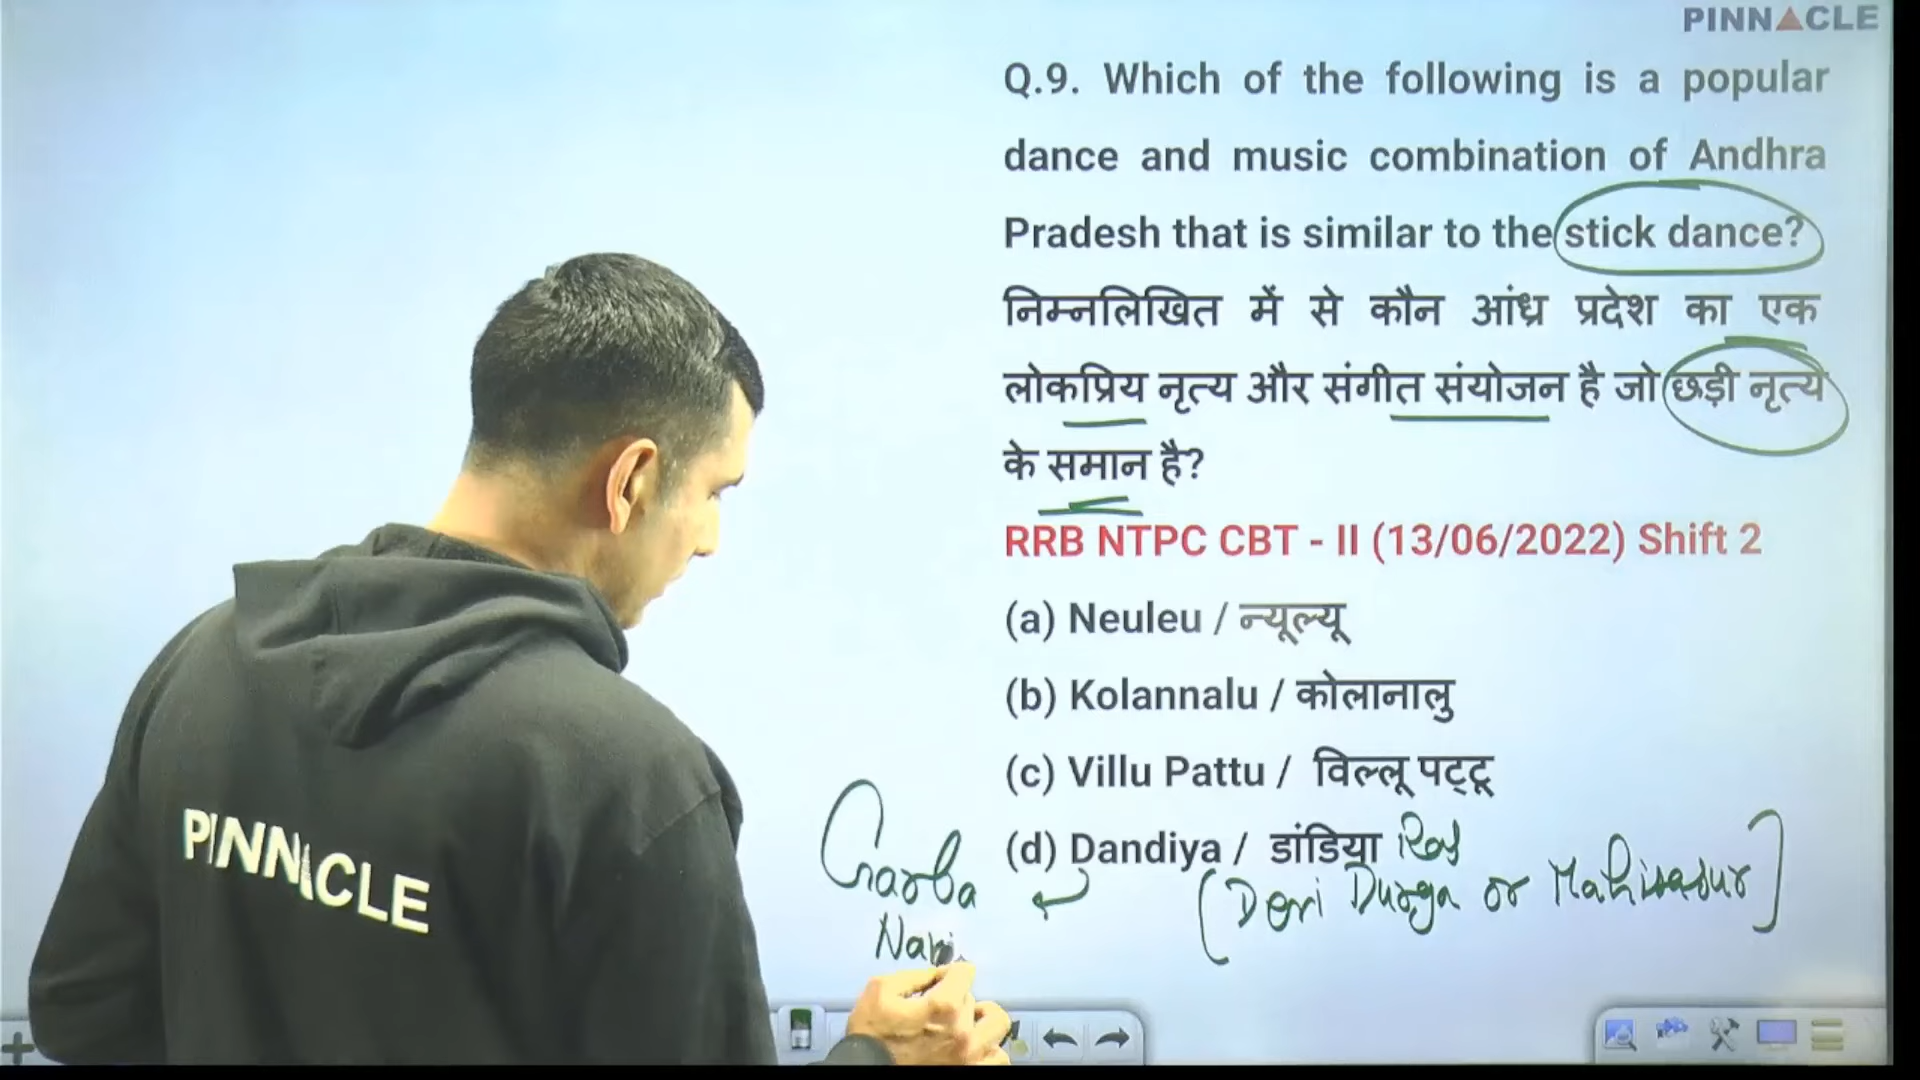 PINNACLE
Q.9. Which of the following is a popular
dance and music combination of Andhra
Pradesh that is similar to the stick dance?
निम्नलिखित में से कौन आंध्र प्रदेश का एक
लोकप्रिय नृत्य और संगीत संयोजन है जो छड़ी नृत्य
के समान है?
RRB NTPC CBT - II (13/06/2022) Shift 2
(a) Neuleu / न्यूल्यू
(b) Kolannalu / कोलानालु
(c) Villu Pattu / विल्लू पट्टू
(d) Dandiya / डांडिया Ras
(Devi Durga or Mahisasur]
Garba
PINNACLE